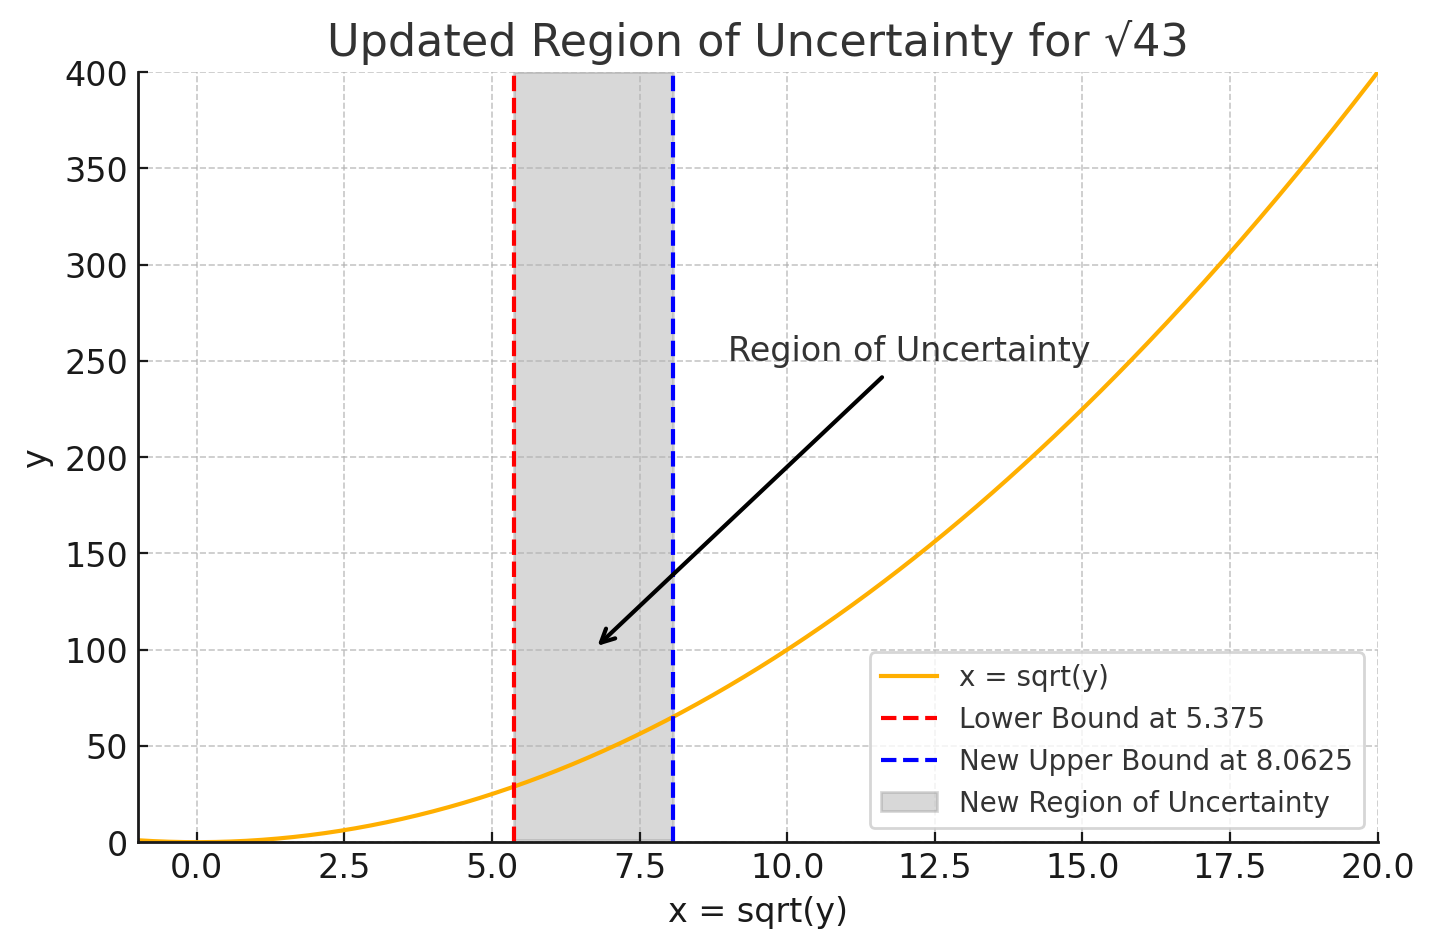 Updated Region of Uncertainty for √43
400
350
300
250
200
150
100
50
0
y
Region of Uncertainty
x = sqrt(y)
Lower Bound at 5.375
New Upper Bound at 8.0625
New Region of Uncertainty
0.0 2.5 5.0 7.5 10.0 12.5 15.0 17.5 20.0
x = sqrt(y)